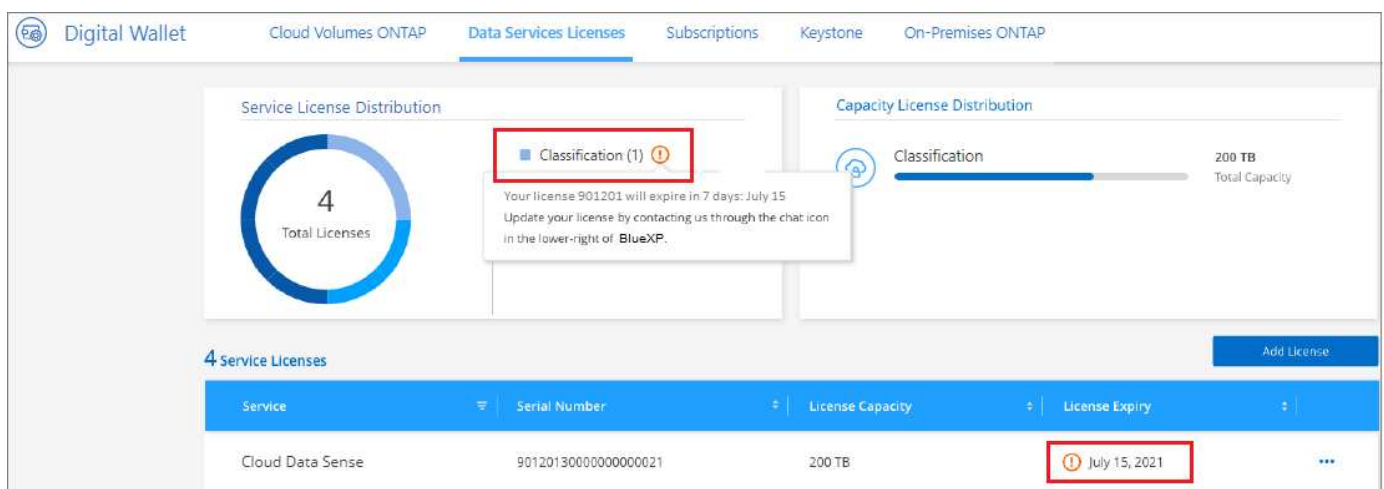 Digital Wallet
Cloud Volumes ONTAP
Data Services Licenses
Subscriptions
Keystone
On-Premises ONTAP
Service License Distribution
4
Total Licenses
Classification (1)
Your license 901201 will expire in 7 days: July 15
Update your license by contacting us through the chat icon
in the lower-right of BlueXP.
Capacity License Distribution
Classification
200 TB
Total Capacity
4 Service Licenses
Add License
Service
Serial Number
License Capacity
License Expiry
Cloud Data Sense
90120130000000000021
200 TB
July 15, 2021